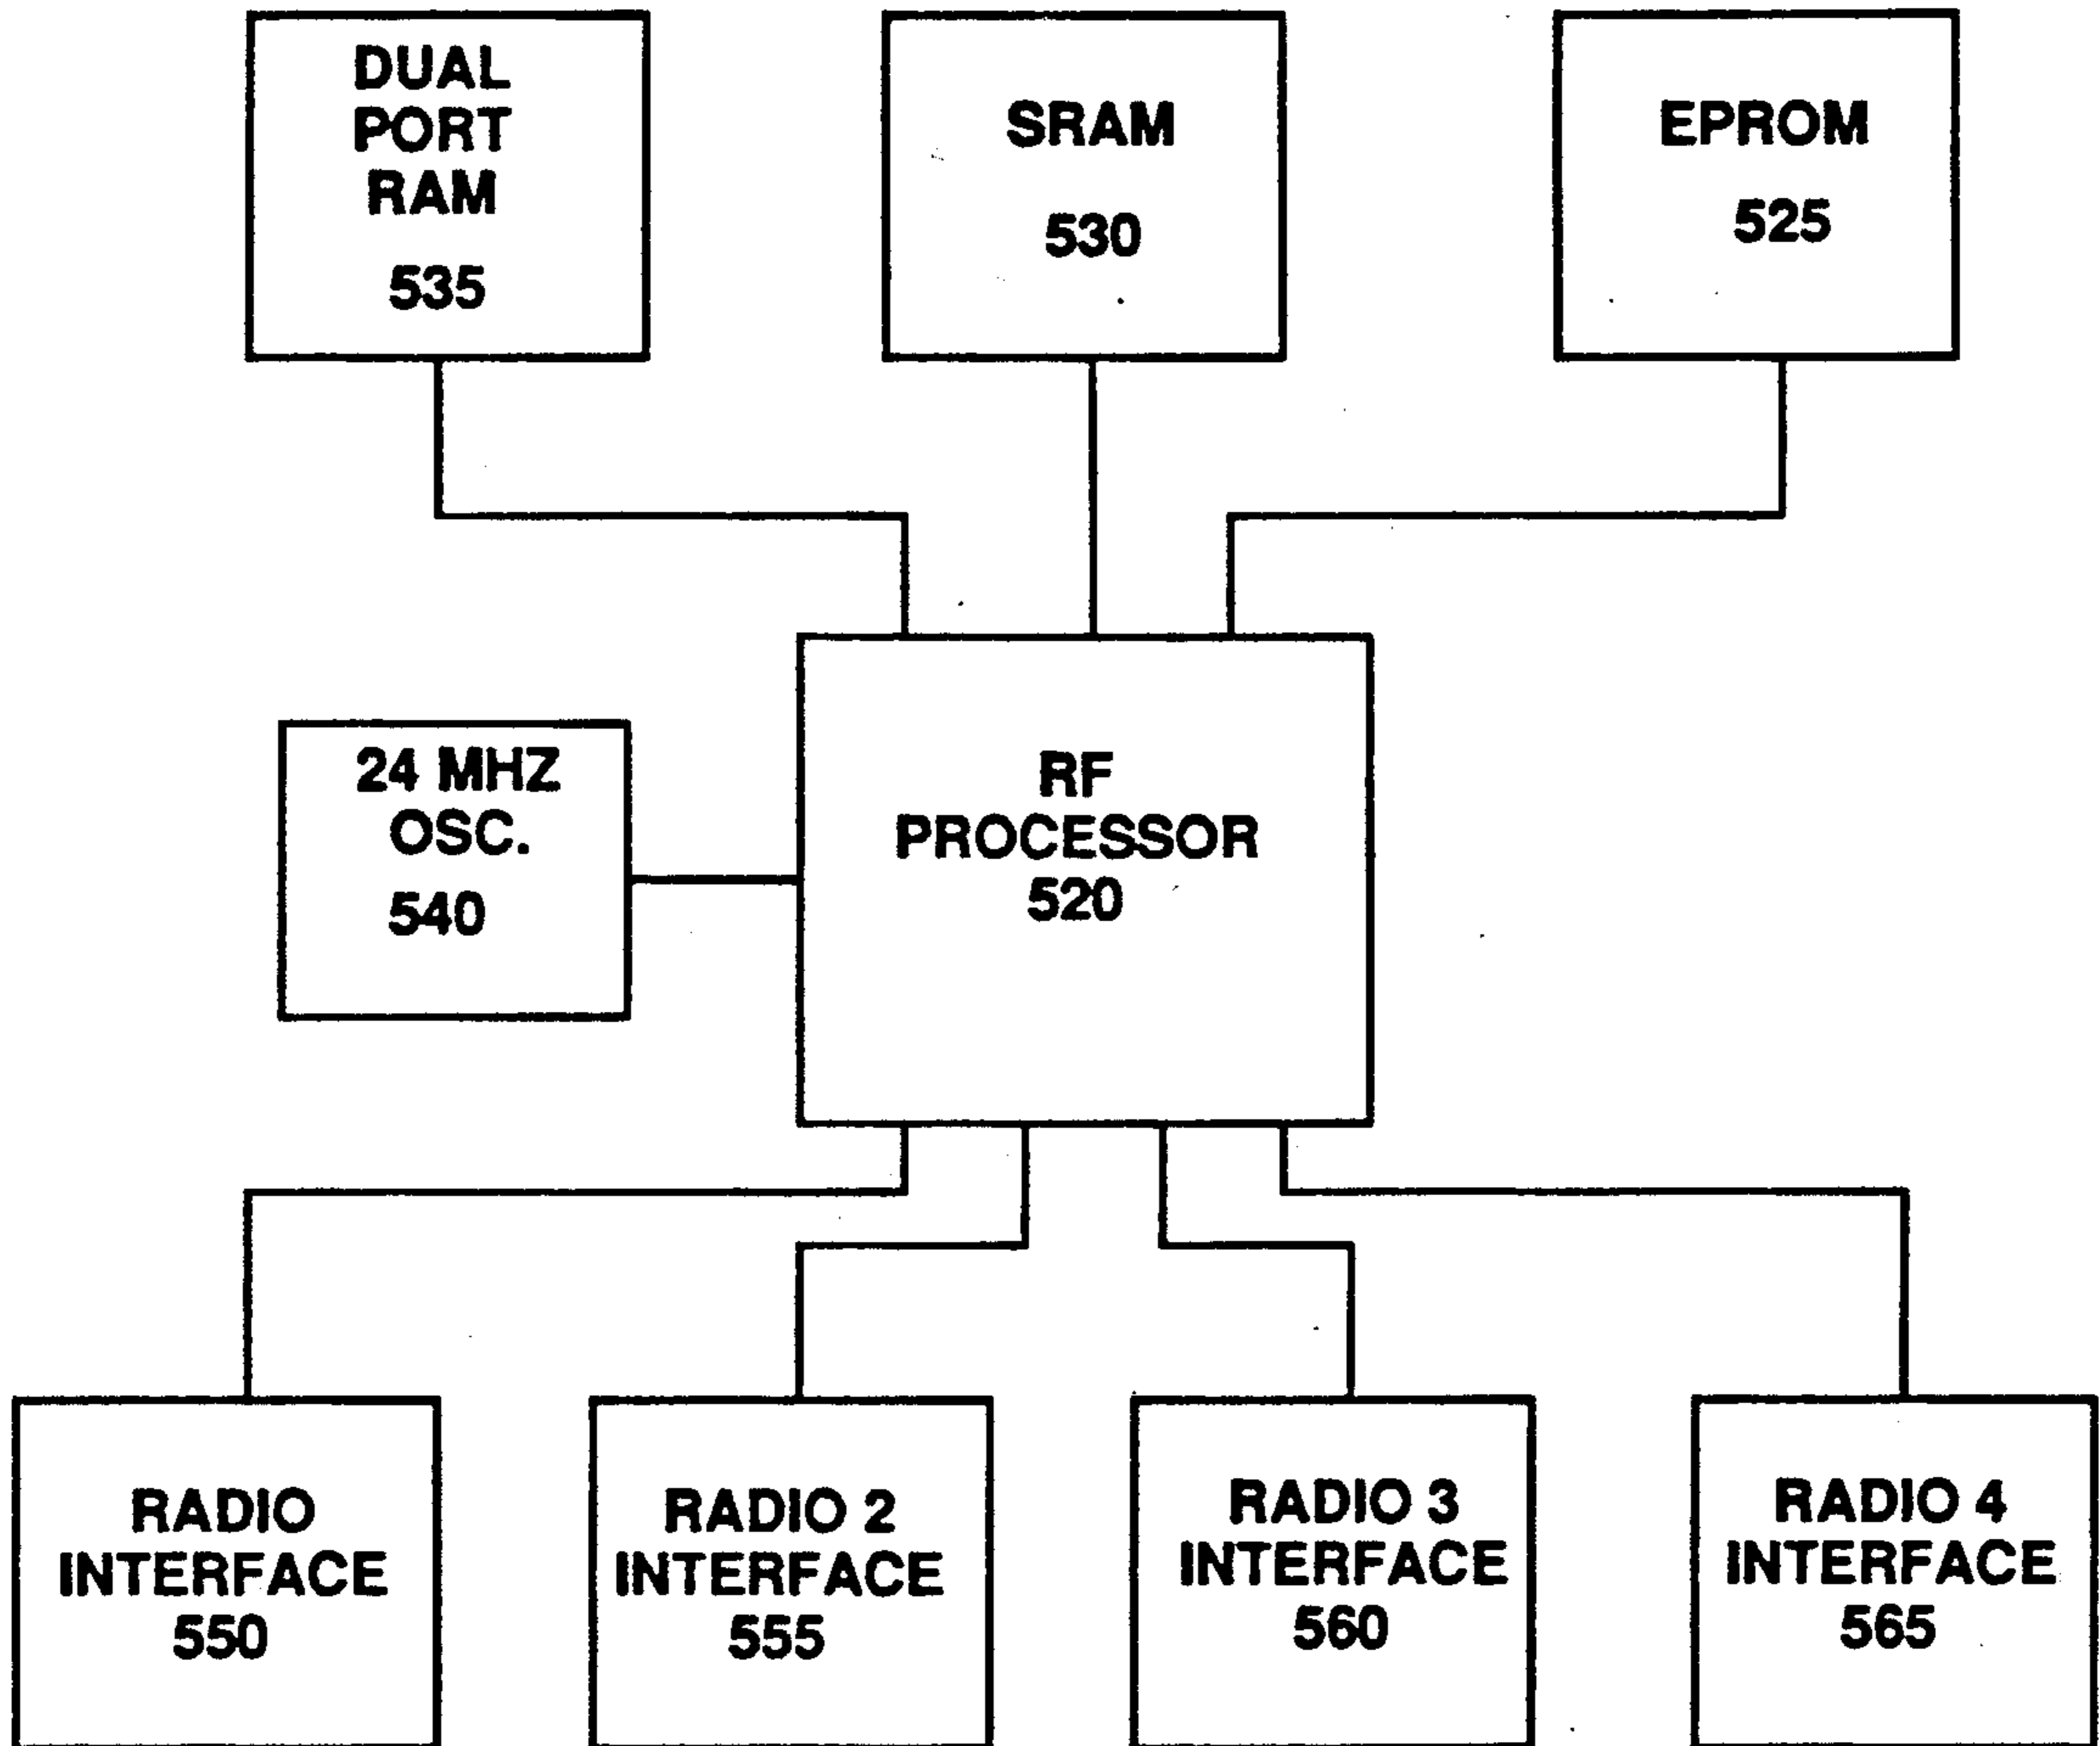 DUAL
PORT
RAM
535
SRAM
530
EPROM
525
24 MHZ
OSC.
540
RF
PROCESSOR
520
RADIO
INTERFACE
550
RADIO 2
INTERFACE
555
RADIO 3
INTERFACE
560
RADIO 4
INTERFACE
565